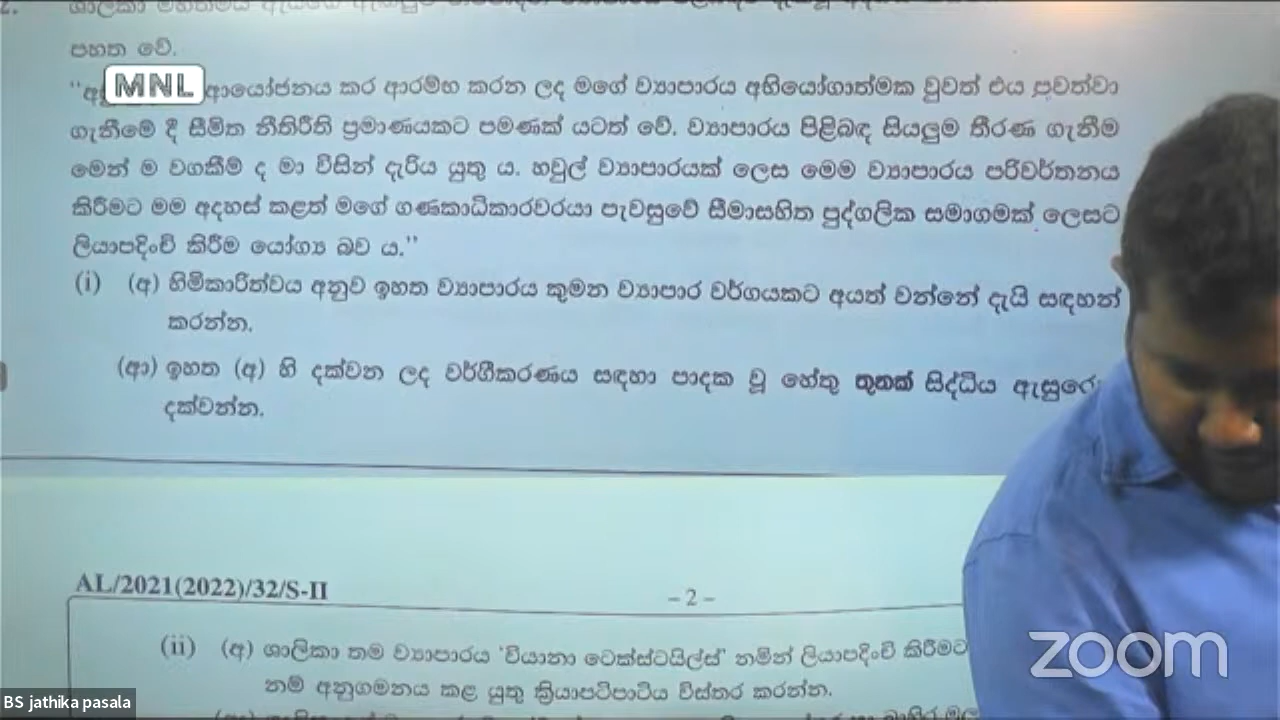 පහත වේ.
MNL
ආයෝජනය කර ආරම්භ කරන ලද මගේ ව්‍යාපාරය අභියෝගාත්මක වුවත් එය පවත්වා
ගැනීමේ දී සීමිත නීතිරීති ප්‍රමාණයකට පමණක් යටත් වේ. ව්‍යාපාරය පිළිබඳ සියලුම තීරණ ගැනීම
මෙන් ම වගකීම් ද මා විසින් දැරිය යුතු ය. හවුල් ව්‍යාපාරයක් ලෙස මෙම ව්‍යාපාරය පරිවර්තනය
කිරීමට මම අදහස් කළත් මගේ ගණකාධිකාරවරයා පැවසුවේ සීමාසහිත පුද්ගලික සමාගමක් ලෙසට
ලියාපදිංචි කිරීම යෝග්‍ය බව ය.''
(i) (අ) හිමිකාරිත්වය අනුව ඉහත ව්‍යාපාරය කුමන ව්‍යාපාර වර්ගයකට අයත් වන්නේ දැයි සඳහන්
කරන්න.
(ආ) ඉහත (අ) හි දක්වන ලද වර්ගීකරණය සඳහා පාදක වූ හේතු තුනක් සිද්ධිය
දක්වන්න.
AL/2021(2022)/32/S-II
– 2 –
(ii) (අ) ශාලිකා තම ව්‍යාපාරය 'වියානා ටෙක්ස්ටයිල්ස්' නමින් ලියාපදිංචි කිරීමට
නම් අනුගමනය කළ යුතු ක්‍රියාපටිපාටිය විස්තර කරන්න.
zoom
BS jathika pasala